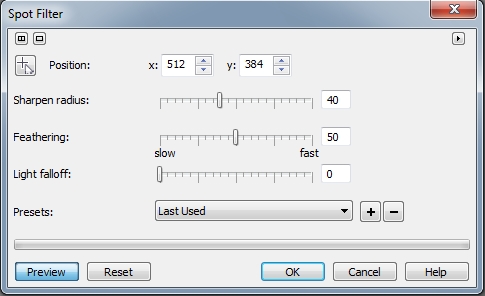 Spot Filter
Position: x: 512 y: 384
Sharpen radius: 40
Feathering: 50
slow fast
Light falloff: 0
Presets: Last Used
Preview Reset OK Cancel Help